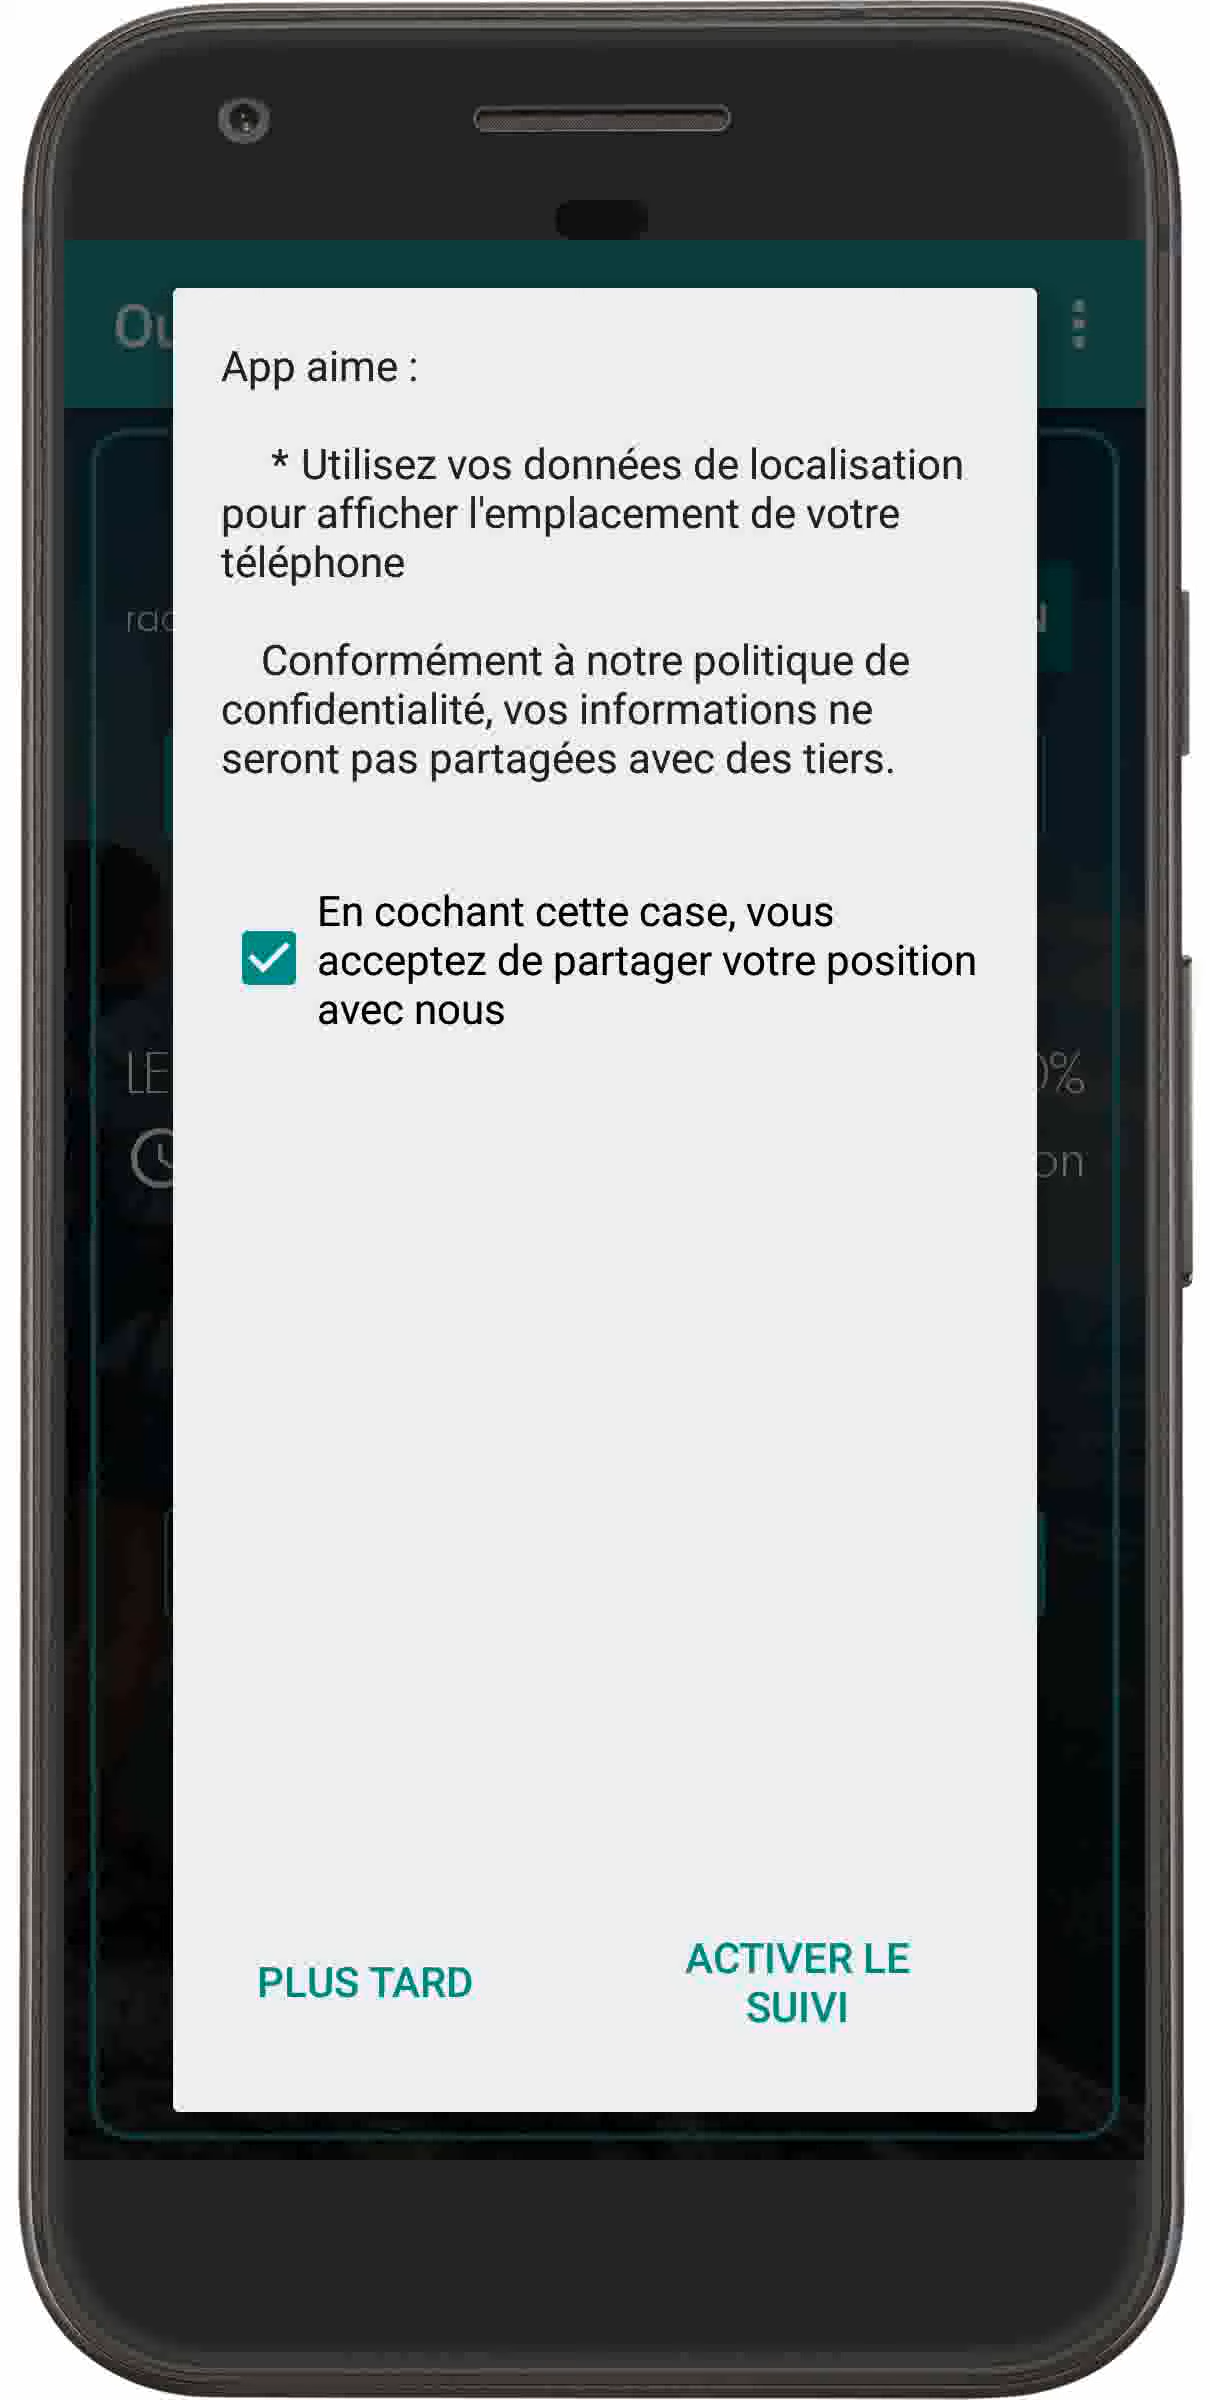 App aime :
* Utilisez vos données de localisation
pour afficher l'emplacement de votre
téléphone
Conformément à notre politique de
confidentialité, vos informations ne
seront pas partagées avec des tiers.
En cochant cette case, vous
acceptez de partager votre position
avec nous
PLUS TARD
ACTIVER LE
SUIVI